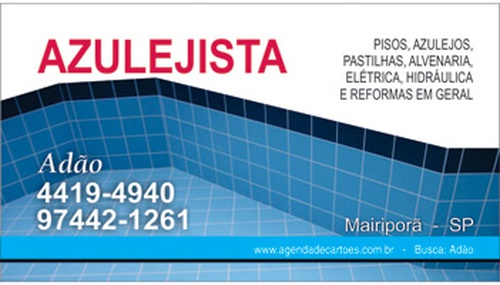 AZULEJISTA
PISOS, AZULEJOS,
PASTILHAS, ALVENARIA,
ELÉTRICA, HIDRÁULICA
E REFORMAS EM GERAL
Adão
4419-4940
97442-1261
Mairiporã - SP
www.agendadecartoes.com.br - Busca: Adão